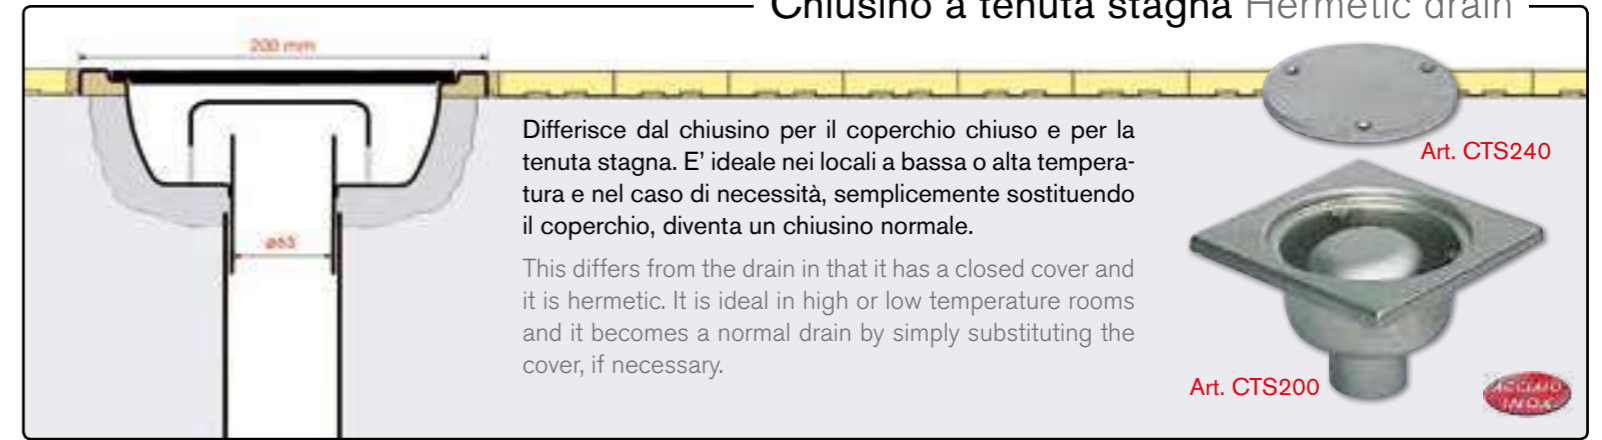 Chiusino a tenuta stagna Hermetic drain
200 mm
Differisce dal chiusino per il coperchio chiuso e per la
tenuta stagna. E’ ideale nei locali a bassa o alta tempera-
tura e nel caso di necessità, semplicemente sostituendo
il coperchio, diventa un chiusino normale.
This differs from the drain in that it has a closed cover and
it is hermetic. It is ideal in high or low temperature rooms
and it becomes a normal drain by simply substituting the
cover, if necessary.
ø63
Art. CTS240
Art. CTS200
ACCIAIO
INOX